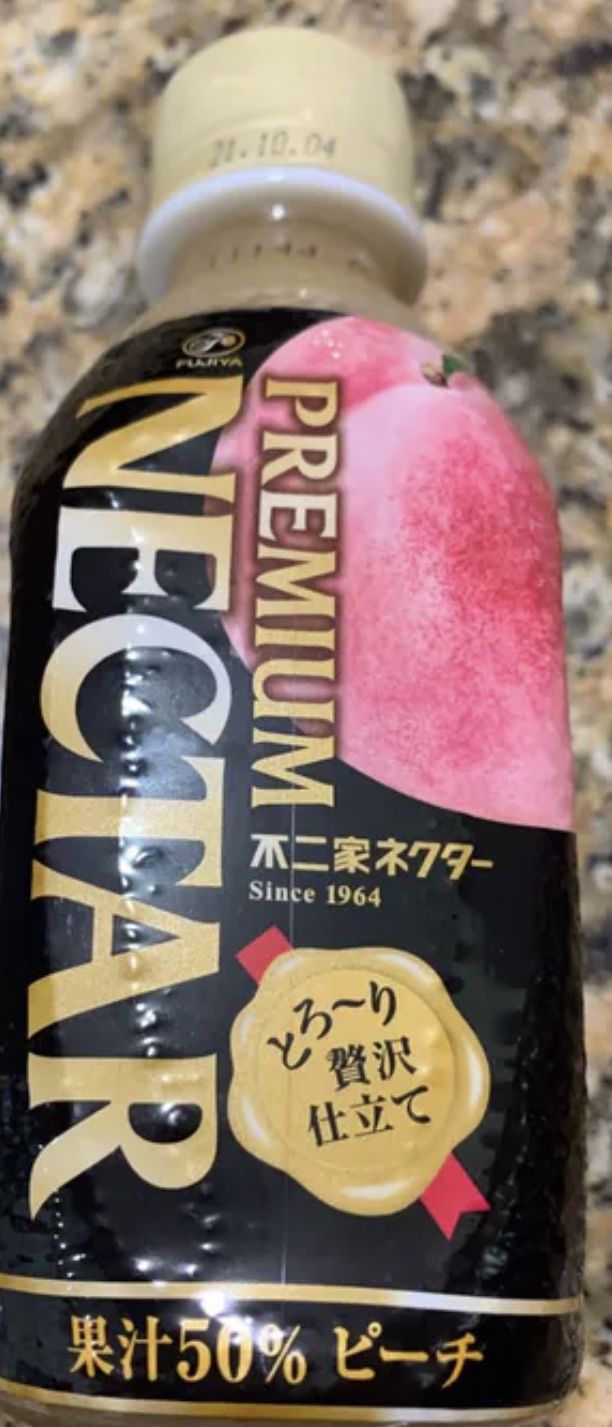 21.10.04
FUJIYA
NECTAR
PREMIUM
不二家ネクター
Since 1964
とろ～り
贅沢
仕立て
果汁50% ピーチ